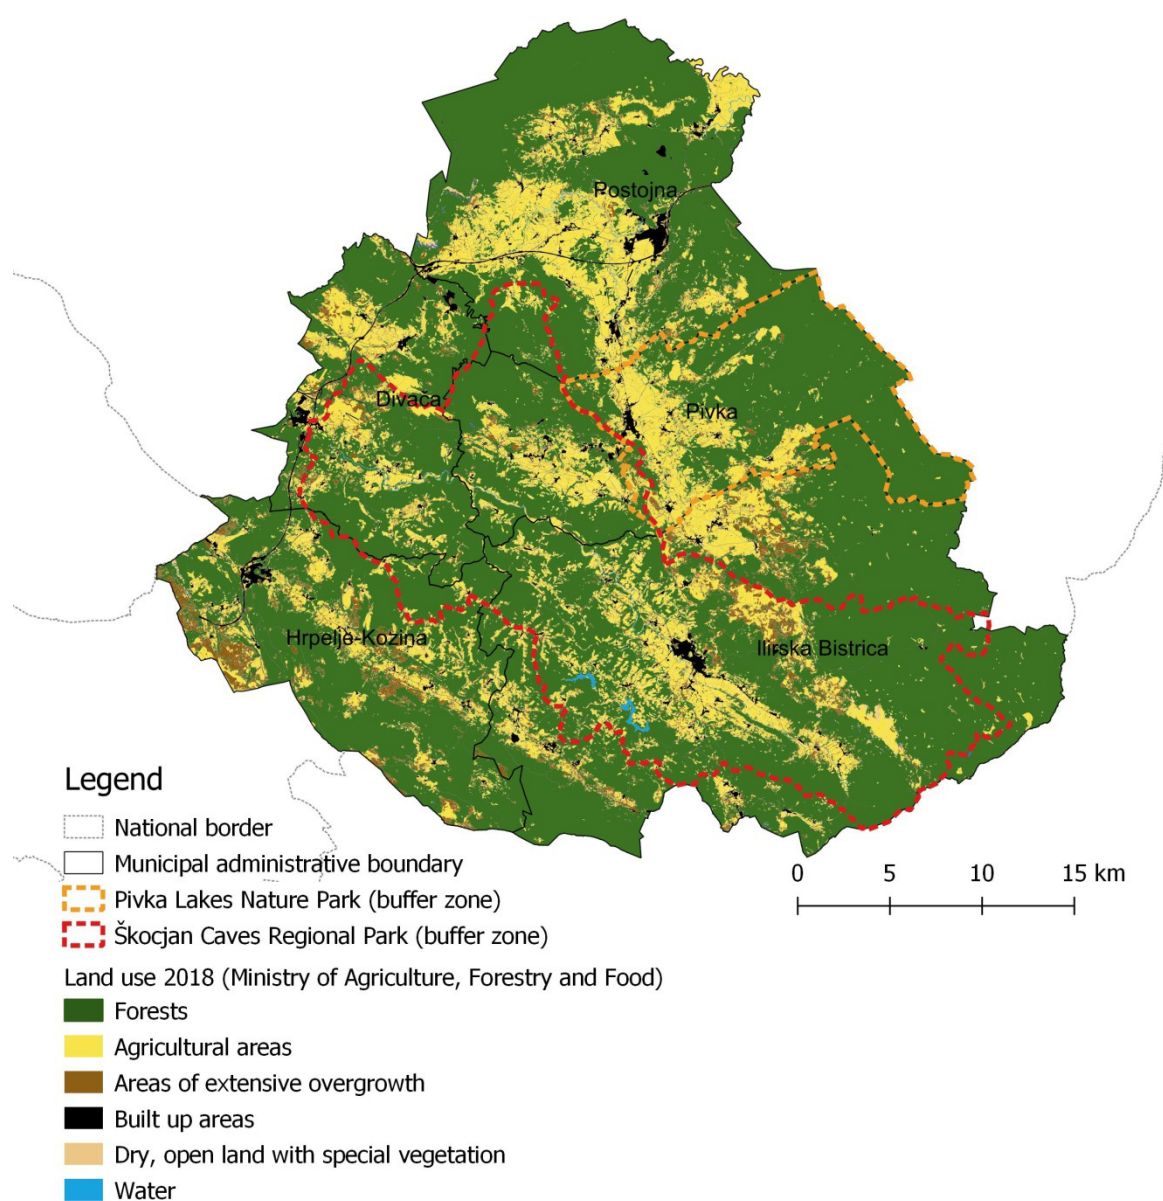 Postojna
Divača
Pivka
Hrpelje-Kozina
Ilirska Bistrica
Legend
National border
Municipal administrative boundary
Pivka Lakes Nature Park (buffer zone)
Škocjan Caves Regional Park (buffer zone)
0 5 10 15 km
Land use 2018 (Ministry of Agriculture, Forestry and Food)
Forests
Agricultural areas
Areas of extensive overgrowth
Built up areas
Dry, open land with special vegetation
Water